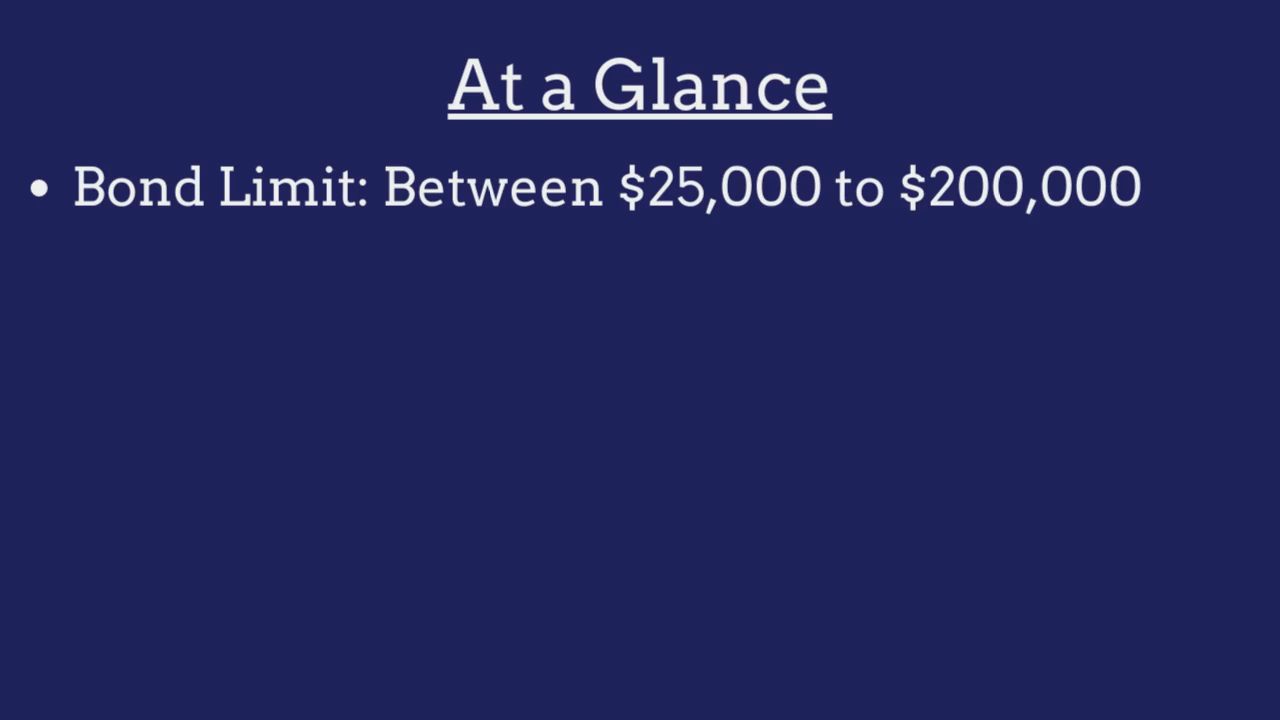 At a Glance
• Bond Limit: Between $25,000 to $200,000